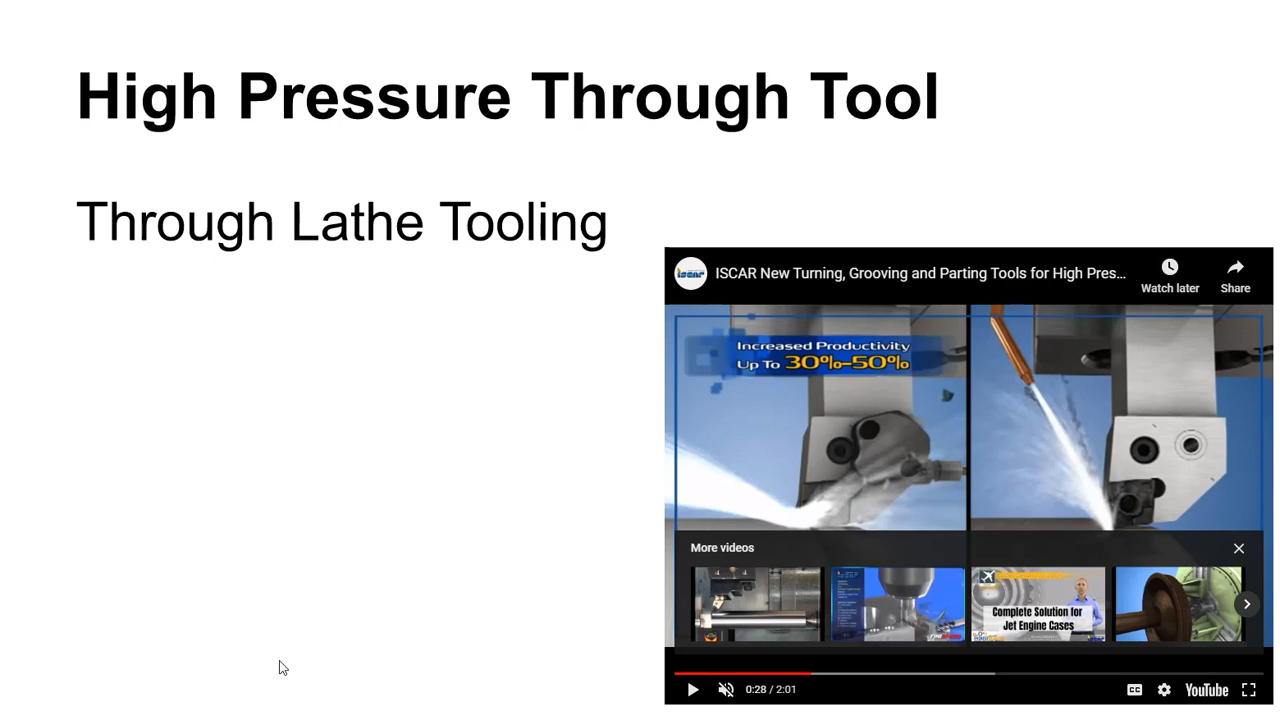 High Pressure Through Tool
Through Lathe Tooling
iscar
ISCAR New Turning, Grooving and Parting Tools for High Pres...
Watch later
Share
Increased Productivity
Up To 30%-50%
More videos
Complete Solution for
Jet Engine Cases
0:28 / 2:01
CC
YouTube